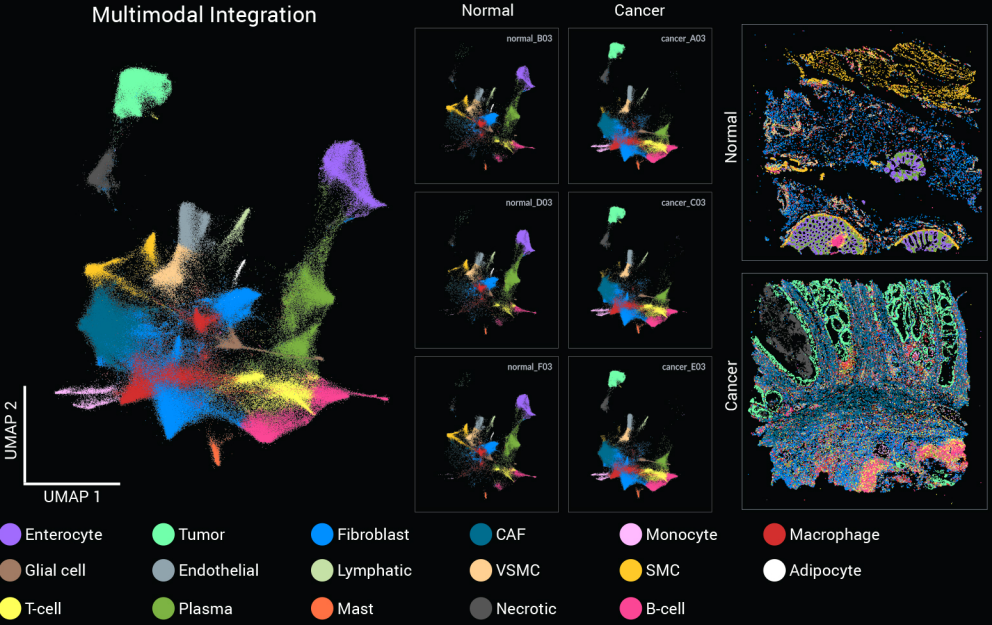 Multimodal Integration
Normal
Cancer
normal_B03
cancer_A03
normal_D03
cancer_C03
normal_F03
cancer_E03
Normal
Cancer
UMAP 2
UMAP 1
Enterocyte
Tumor
Fibroblast
CAF
Monocyte
Macrophage
Glial cell
Endothelial
Lymphatic
VSMC
SMC
Adipocyte
T-cell
Plasma
Mast
Necrotic
B-cell